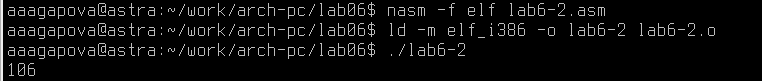 aaagapova@astra:~/work/arch-pc/lab06$ nasm -f elf lab6-2.asm
aaagapova@astra:~/work/arch-pc/lab06$ ld -m elf_i386 -o lab6-2 lab6-2.o
aaagapova@astra:~/work/arch-pc/lab06$ ./lab6-2
106